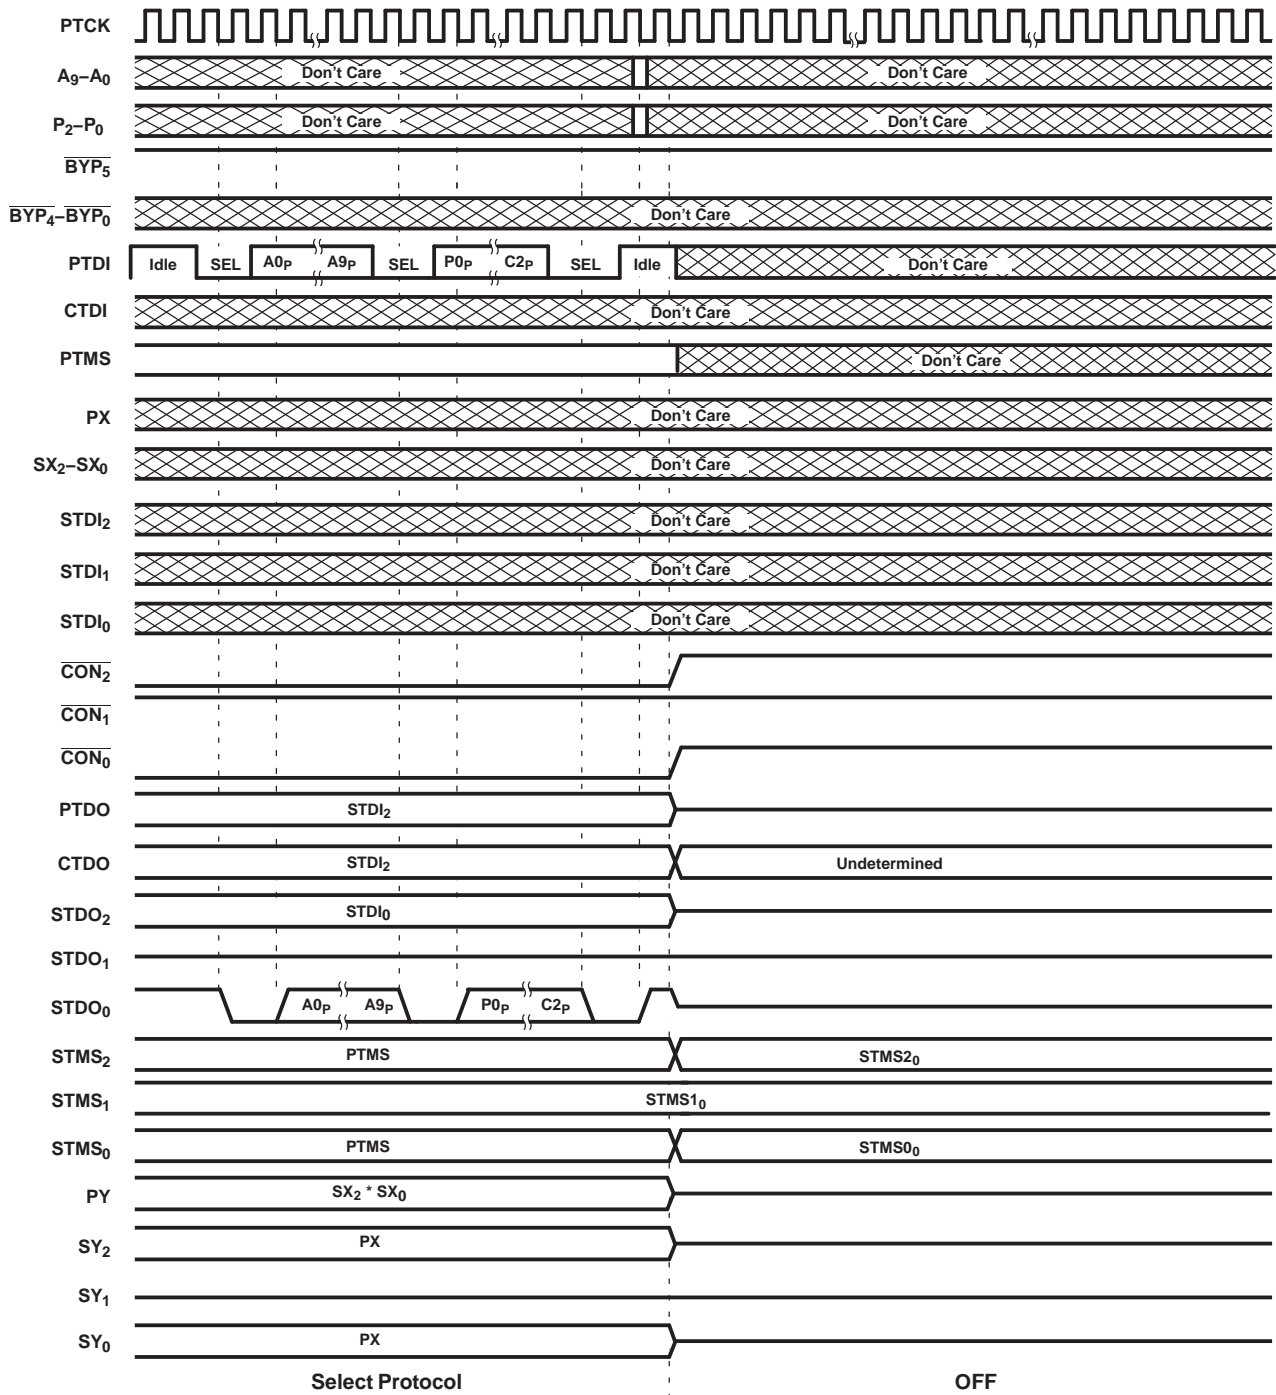 PTCK
A9–A0 Don't Care Don't Care
P2–P0 Don't Care Don't Care
BYP5
BYP4–BYP0 Don't Care
PTDI Idle SEL A0P A9P SEL P0P C2P SEL Idle Don't Care
CTDI Don't Care
PTMS Don't Care
PX Don't Care
SX2–SX0 Don't Care
STDI2 Don't Care
STDI1 Don't Care
STDI0 Don't Care
CON2
CON1
CON0
PTDO STDI2
CTDO STDI2 Undetermined
STDO2 STDI0
STDO1
STDO0 A0P A9P P0P C2P
STMS2 PTMS STMS20
STMS1 STMS10
STMS0 PTMS STMS00
PY SX2 * SX0
SY2 PX
SY1
SY0 PX
Select Protocol OFF